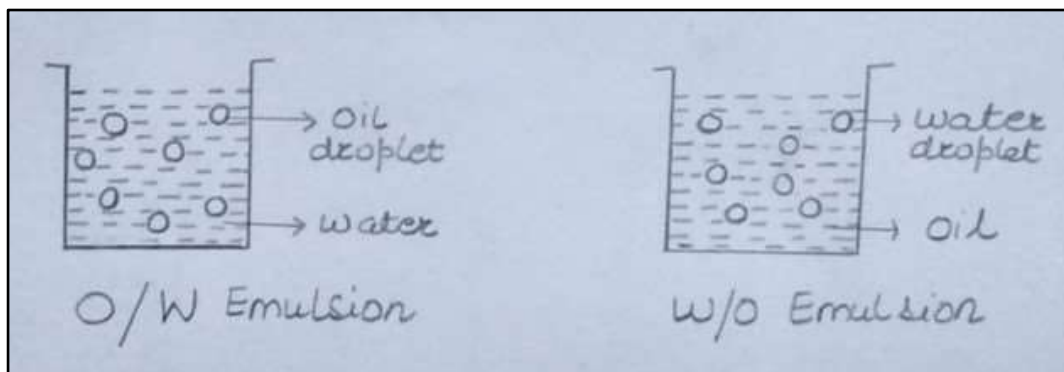 Oil
droplet
water
O/W Emulsion
water
droplet
Oil
W/O Emulsion